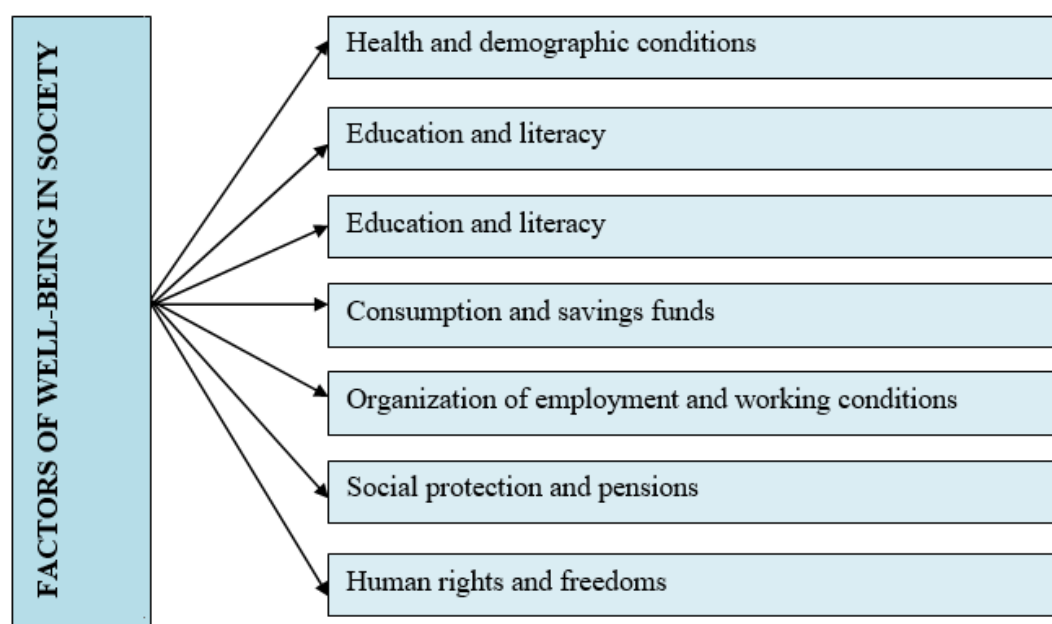 FACTORS OF WELL-BEING IN SOCIETY
Health and demographic conditions
Education and literacy
Education and literacy
Consumption and savings funds
Organization of employment and working conditions
Social protection and pensions
Human rights and freedoms